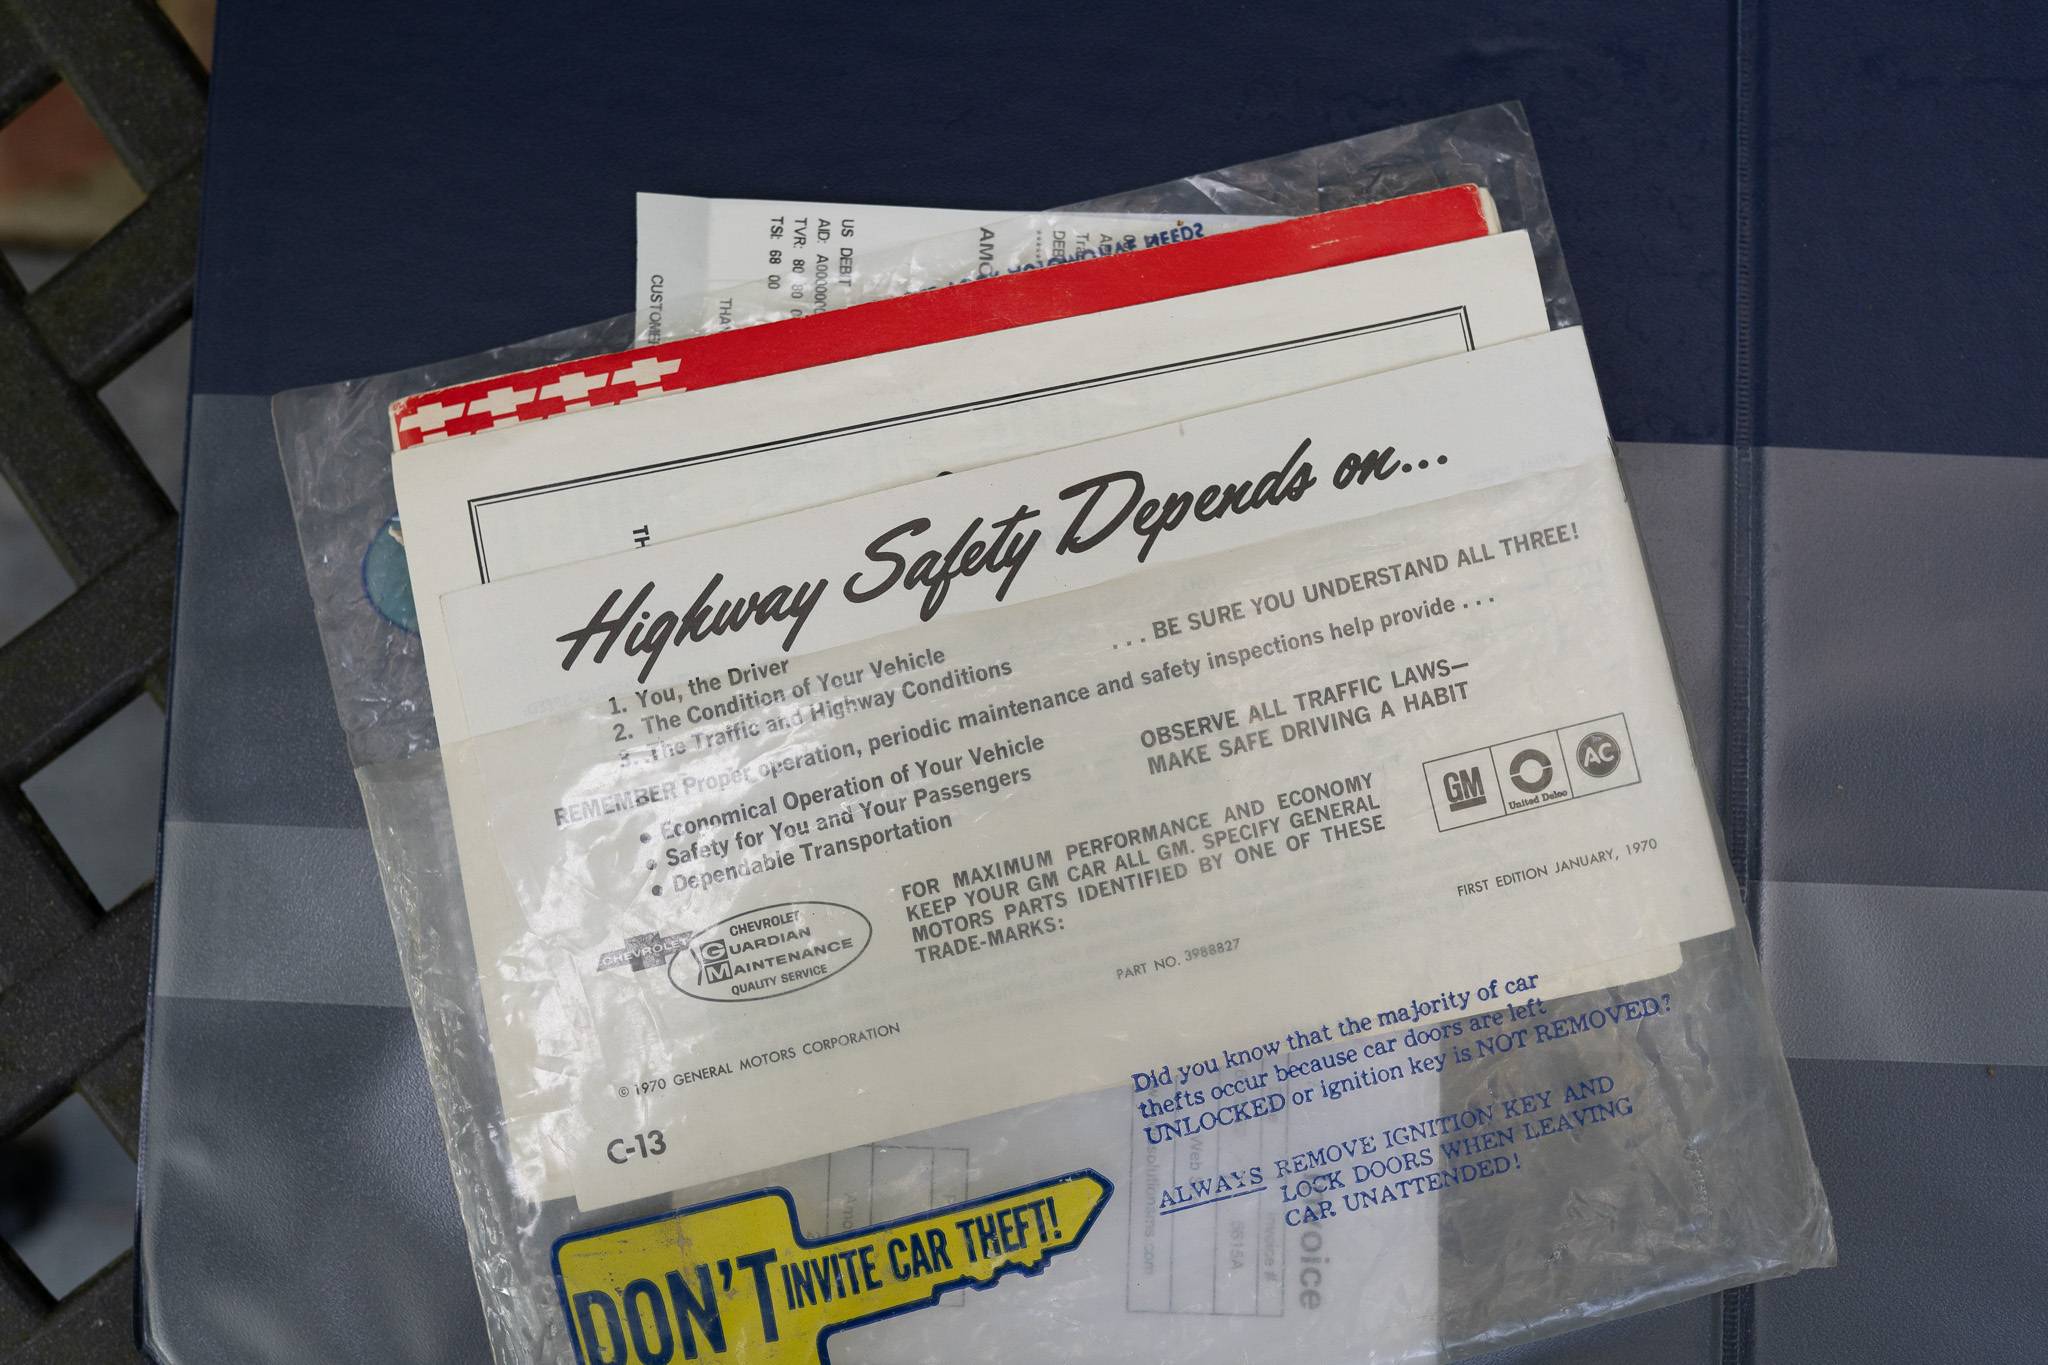 US DEBIT
TVR: 80 80
TSI: 68 00
Highway Safety Depends on...
1. You, the Driver
2. The Condition of Your Vehicle
3. The Traffic and Highway Conditions
. . . BE SURE YOU UNDERSTAND ALL THREE!
REMEMBER Proper operation, periodic maintenance and safety inspections help provide . . .
• Economical Operation of Your Vehicle
• Safety for You and Your Passengers
• Dependable Transportation
OBSERVE ALL TRAFFIC LAWS—
MAKE SAFE DRIVING A HABIT
CHEVROLET
CHEVROLET
GUARDIAN
MAINTENANCE
QUALITY SERVICE
FOR MAXIMUM PERFORMANCE AND ECONOMY
KEEP YOUR GM CAR ALL GM. SPECIFY GENERAL
MOTORS PARTS IDENTIFIED BY ONE OF THESE
TRADE-MARKS:
GM
United Delco
AC
FIRST EDITION JANUARY, 1970
PART NO. 3988827
© 1970 GENERAL MOTORS CORPORATION
C-13
Did you know that the majority of car
thefts occur because car doors are left
UNLOCKED or ignition key is NOT REMOVED?
ALWAYS REMOVE IGNITION KEY AND
LOCK DOORS WHEN LEAVING
CAR UNATTENDED!
DON'T INVITE CAR THEFT!